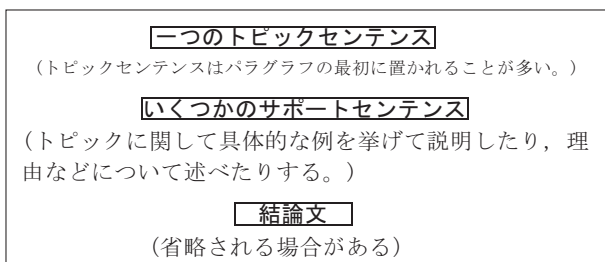 一つのトピックセンテンス
(トピックセンテンスはパラグラフの最初に置かれることが多い。)
いくつかのサポートセンテンス
(トピックに関して具体的な例を挙げて説明したり，理
由などについて述べたりする。)
結論文
(省略される場合がある)